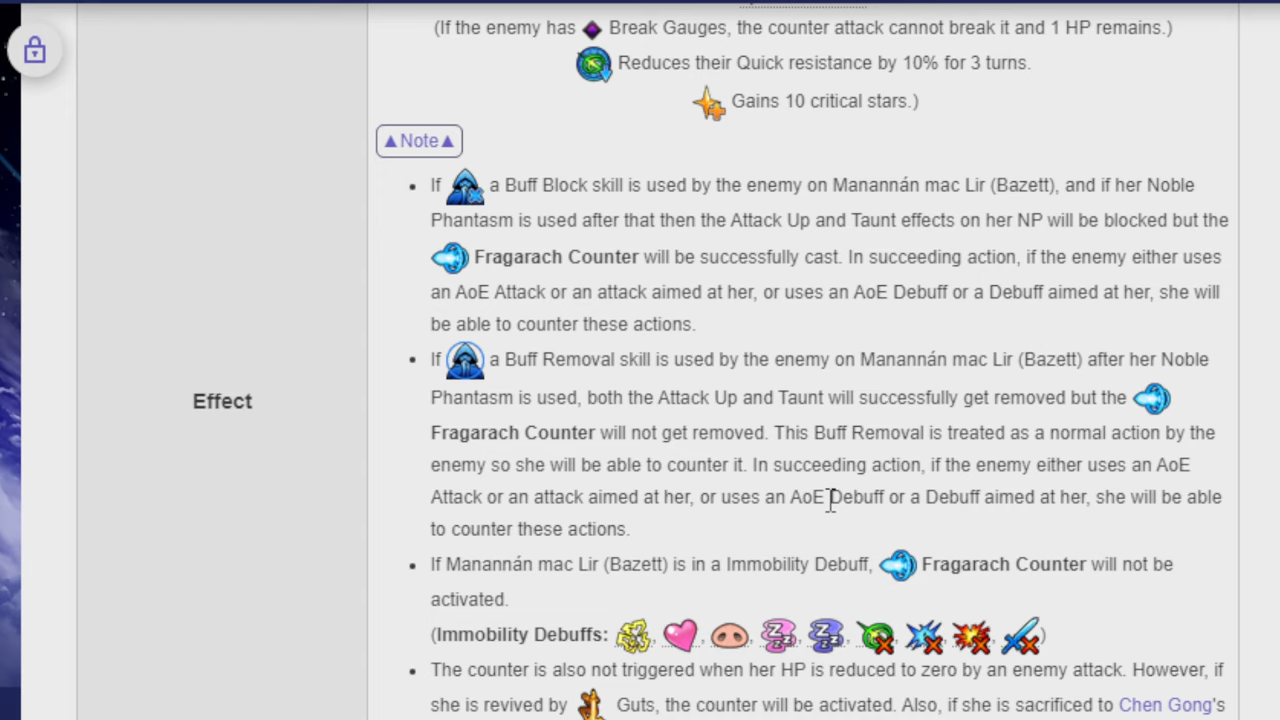 (If the enemy has Break Gauges, the counter attack cannot break it and 1 HP remains.)
Reduces their Quick resistance by 10% for 3 turns.
Gains 10 critical stars.)
▲Note▲
• If a Buff Block skill is used by the enemy on Manannán mac Lir (Bazett), and if her Noble
Phantasm is used after that then the Attack Up and Taunt effects on her NP will be blocked but the
Fragarach Counter will be successfully cast. In succeeding action, if the enemy either uses
an AoE Attack or an attack aimed at her, or uses an AoE Debuff or a Debuff aimed at her, she will
be able to counter these actions.
• If a Buff Removal skill is used by the enemy on Manannán mac Lir (Bazett) after her Noble
Phantasm is used, both the Attack Up and Taunt will successfully get removed but the
Effect
Fragarach Counter will not get removed. This Buff Removal is treated as a normal action by the
enemy so she will be able to counter it. In succeeding action, if the enemy either uses an AoE
Attack or an attack aimed at her, or uses an AoE Debuff or a Debuff aimed at her, she will be able
to counter these actions.
• If Manannán mac Lir (Bazett) is in a Immobility Debuff, Fragarach Counter will not be
activated.
(Immobility Debuffs: , , , , , , , , )
• The counter is also not triggered when her HP is reduced to zero by an enemy attack. However, if
she is revived by Guts, the counter will be activated. Also, if she is sacrificed to Chen Gong's